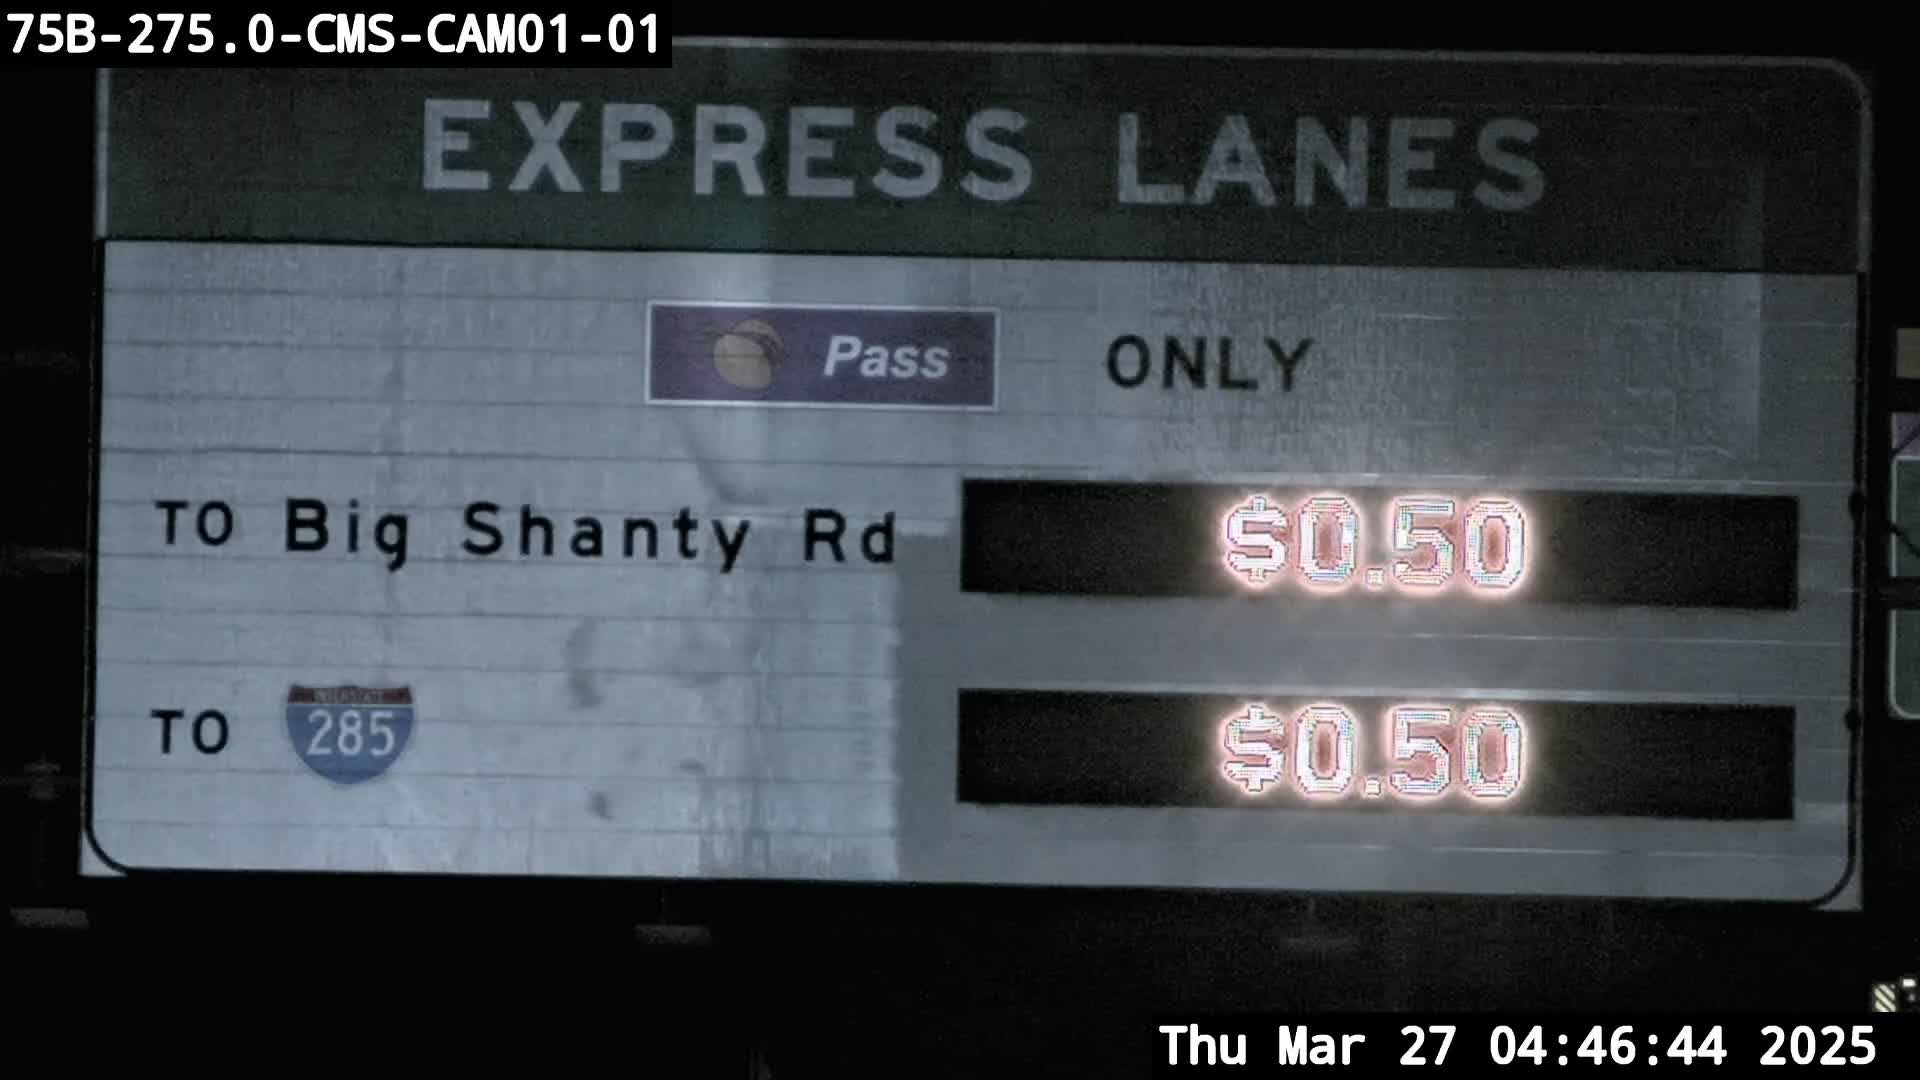 75B-275.0-CMS-CAM01-01
EXPRESS LANES
Pass ONLY
TO Big Shanty Rd $0.50
TO INTERSTATE 285 $0.50
Thu Mar 27 04:46:44 2025